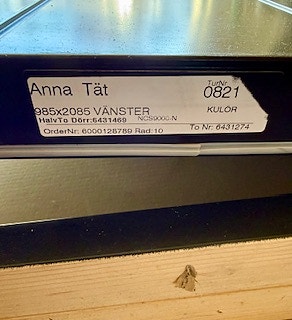 Anna Tät
TurNr:
0821
985x2085 VÄNSTER
KULÖR
HalvTo Dörr:6431469 NCS9000-N
OrderNr: 6000128789 Rad:10 To Nr: 6431274